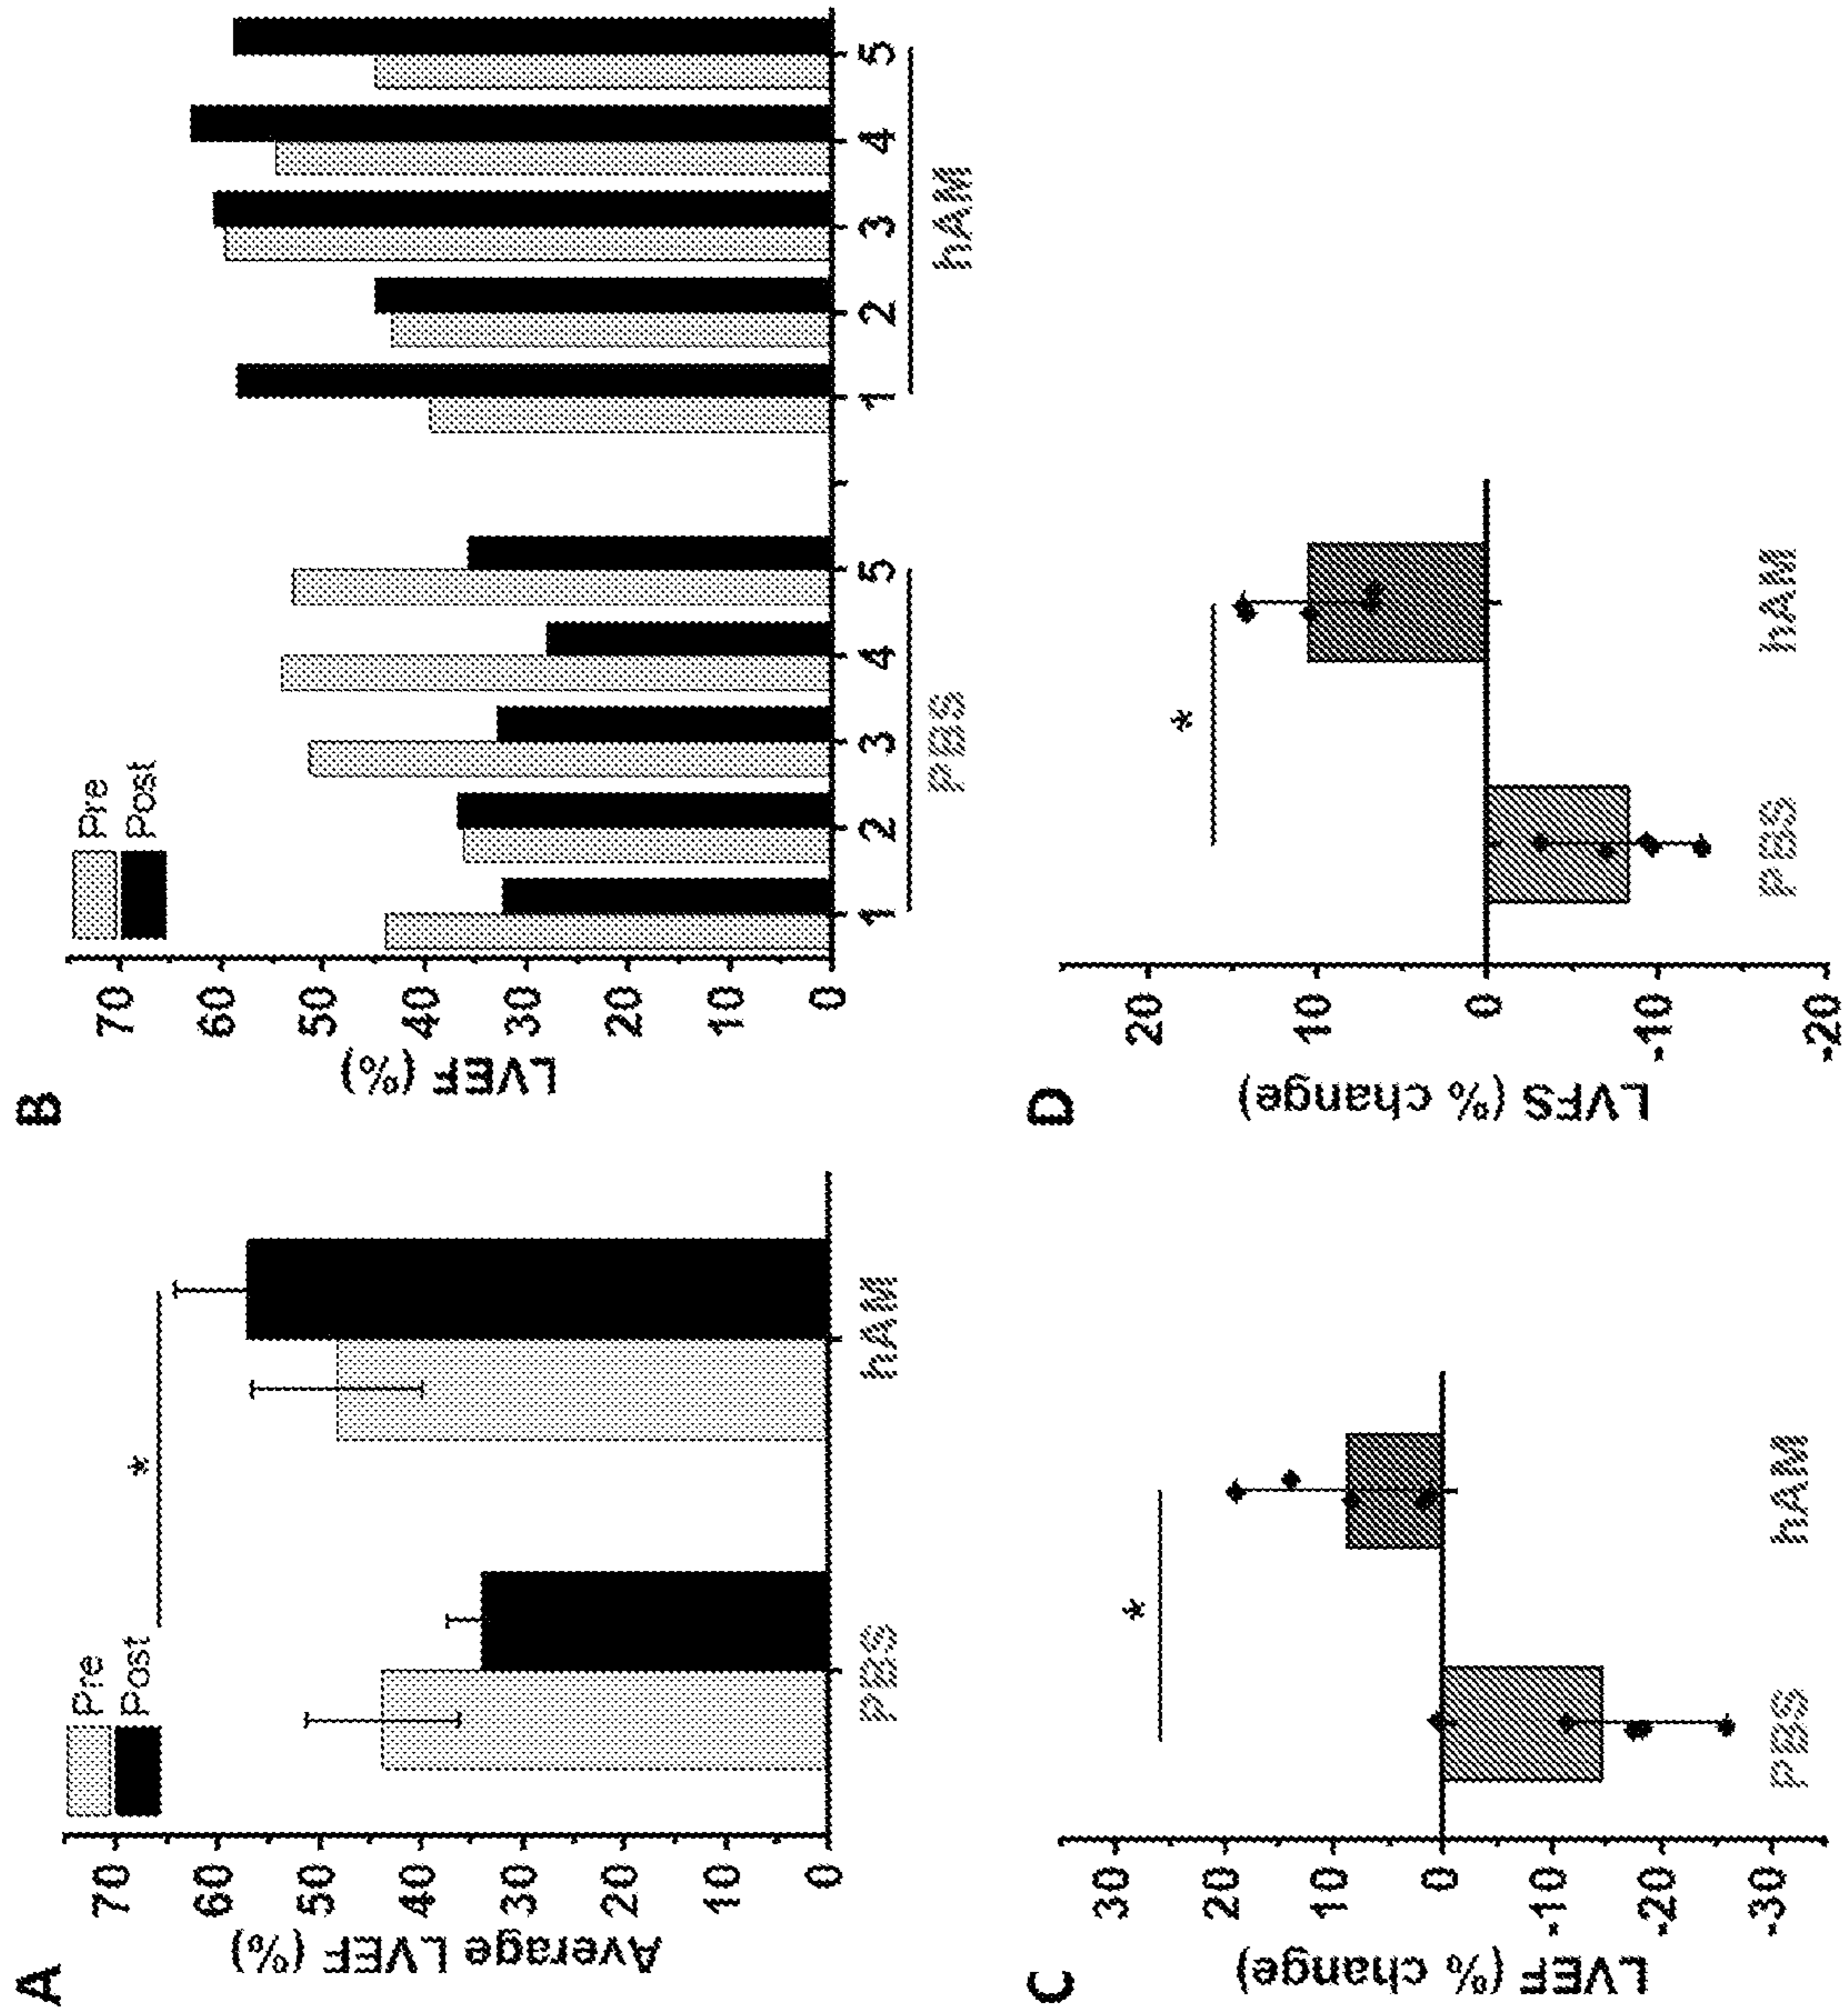 A
Pre
Post
*
Average LVEF (%)
70
60
50
40
30
20
10
0
PBS
hAM
B
Pre
Post
LVEF (%)
70
60
50
40
30
20
10
0
1 2 3 4 5 1 2 3 4 5
PBS
hAM
C
*
LVEF (% change)
30
20
10
0
-10
-20
-30
PBS
hAM
D
*
LVFS (% change)
20
10
0
-10
-20
PBS
hAM